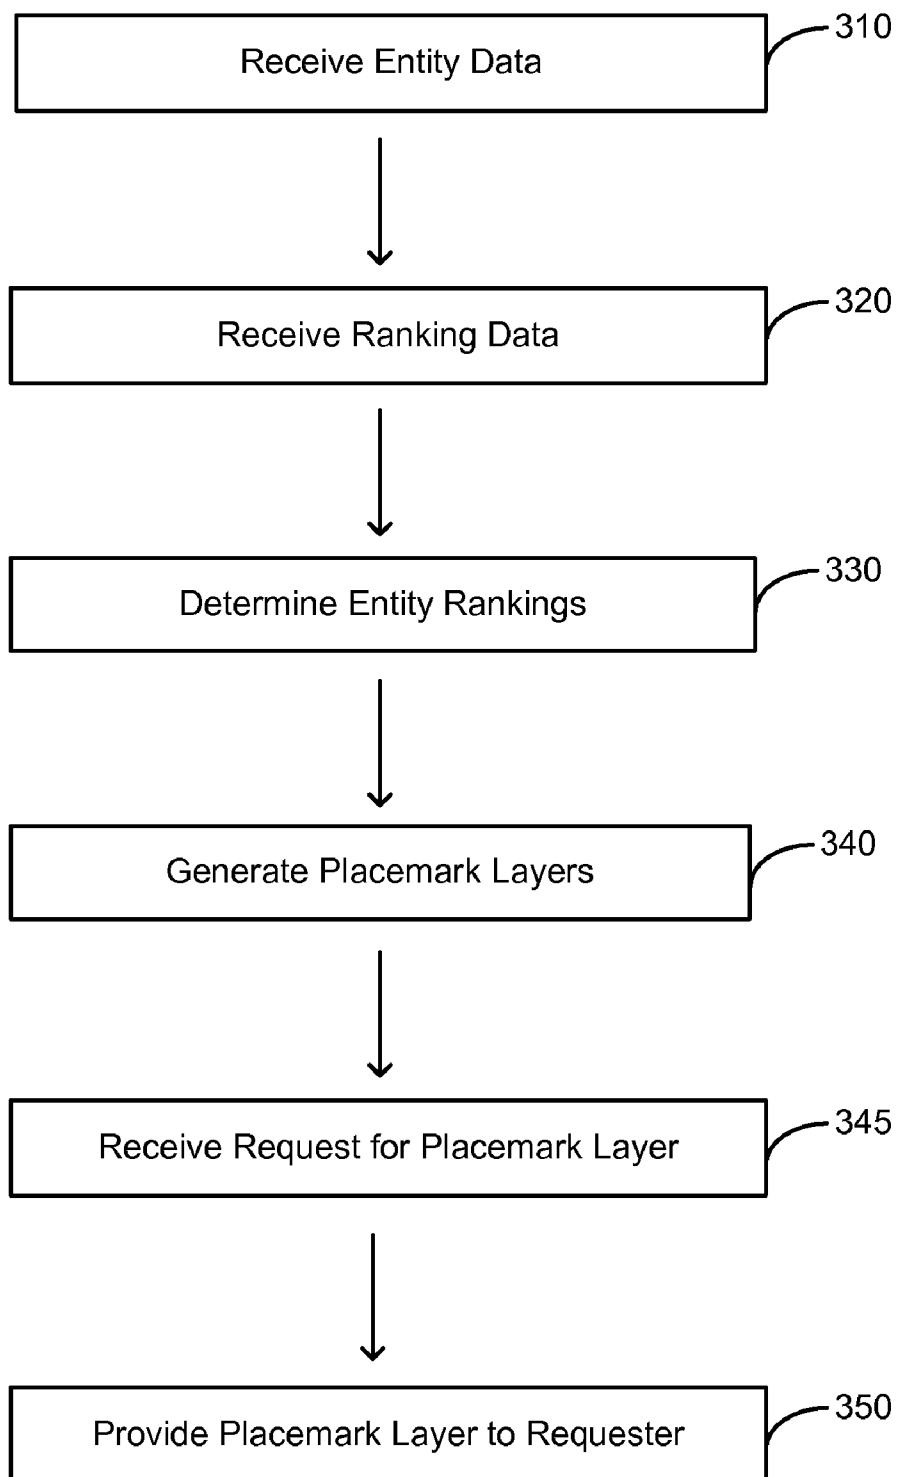 310
Receive Entity Data
320
Receive Ranking Data
330
Determine Entity Rankings
340
Generate Placemark Layers
345
Receive Request for Placemark Layer
350
Provide Placemark Layer to Requester